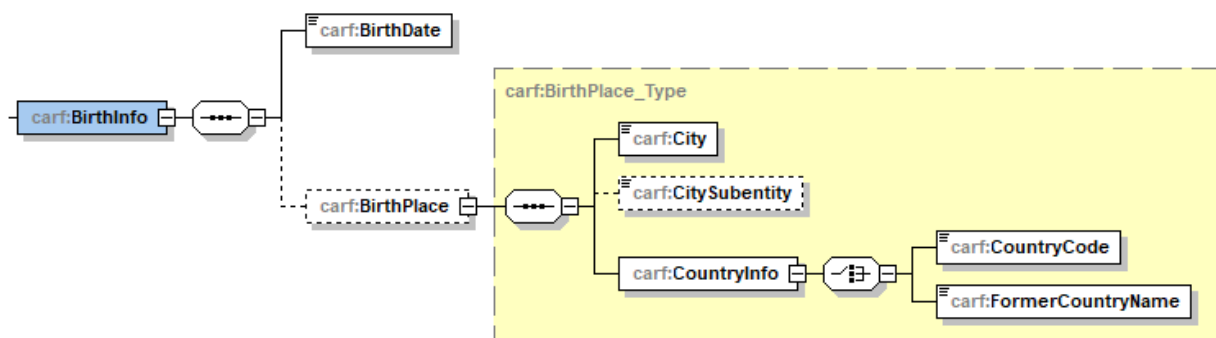 carf:BirthDate
carf:BirthPlace_Type
carf:BirthInfo
carf:City
carf:CitySubentity
carf:BirthPlace
carf:CountryCode
carf:CountryInfo
carf:FormerCountryName